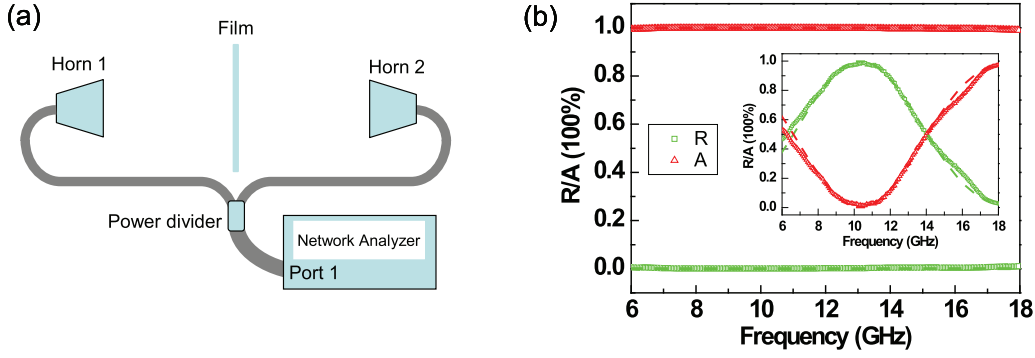 (a)
Film
Horn 1
Horn 2
Power divider
Network Analyzer
Port 1
(b)
R/A (100%)
1.0
0.8
0.6
0.4
0.2
0.0
6
8
10
12
14
16
18
Frequency (GHz)
R
A
R/A (100%)
1.0
0.8
0.6
0.4
0.2
0.0
6
8
10
12
14
16
18
Frequency (GHz)